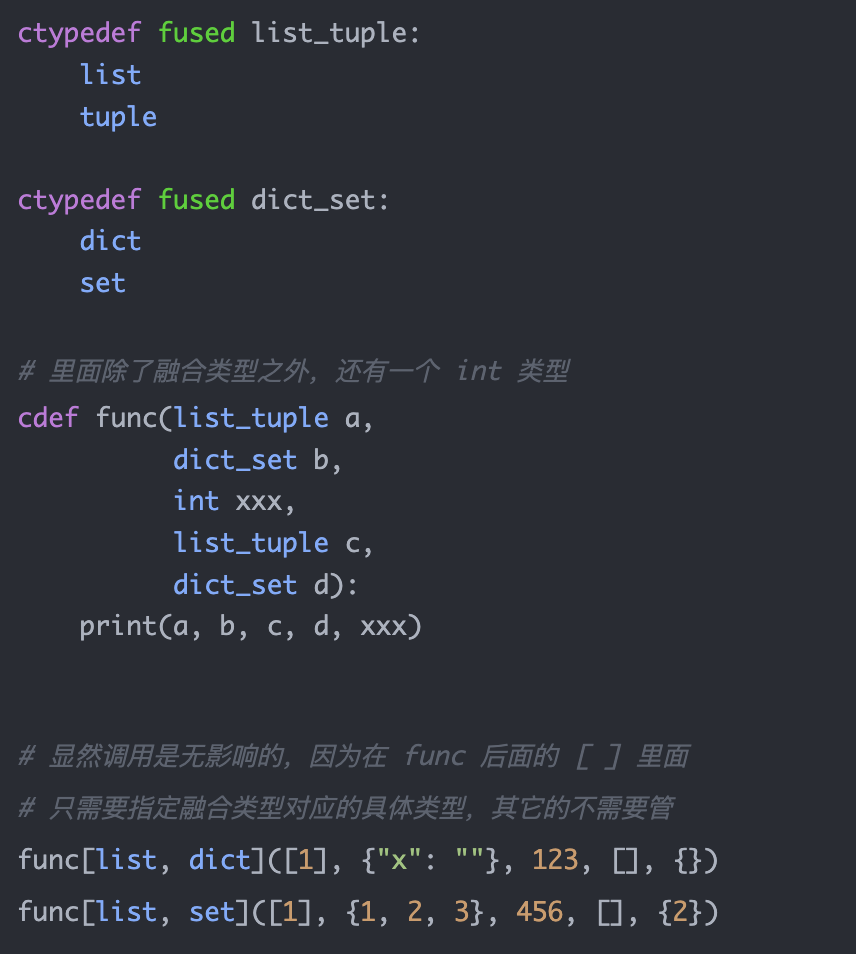 ctypedef fused list_tuple:
    list
    tuple

ctypedef fused dict_set:
    dict
    set

# 里面除了融合类型之外，还有一个 int 类型
cdef func(list_tuple a,
          dict_set b,
          int xxx,
          list_tuple c,
          dict_set d):
    print(a, b, c, d, xxx)


# 显然调用是无影响的，因为在 func 后面的 [ ] 里面
# 只需要指定融合类型对应的具体类型，其它的不需要管
func[list, dict]([1], {"x": ""}, 123, [], {})
func[list, set]([1], {1, 2, 3}, 456, [], {2})